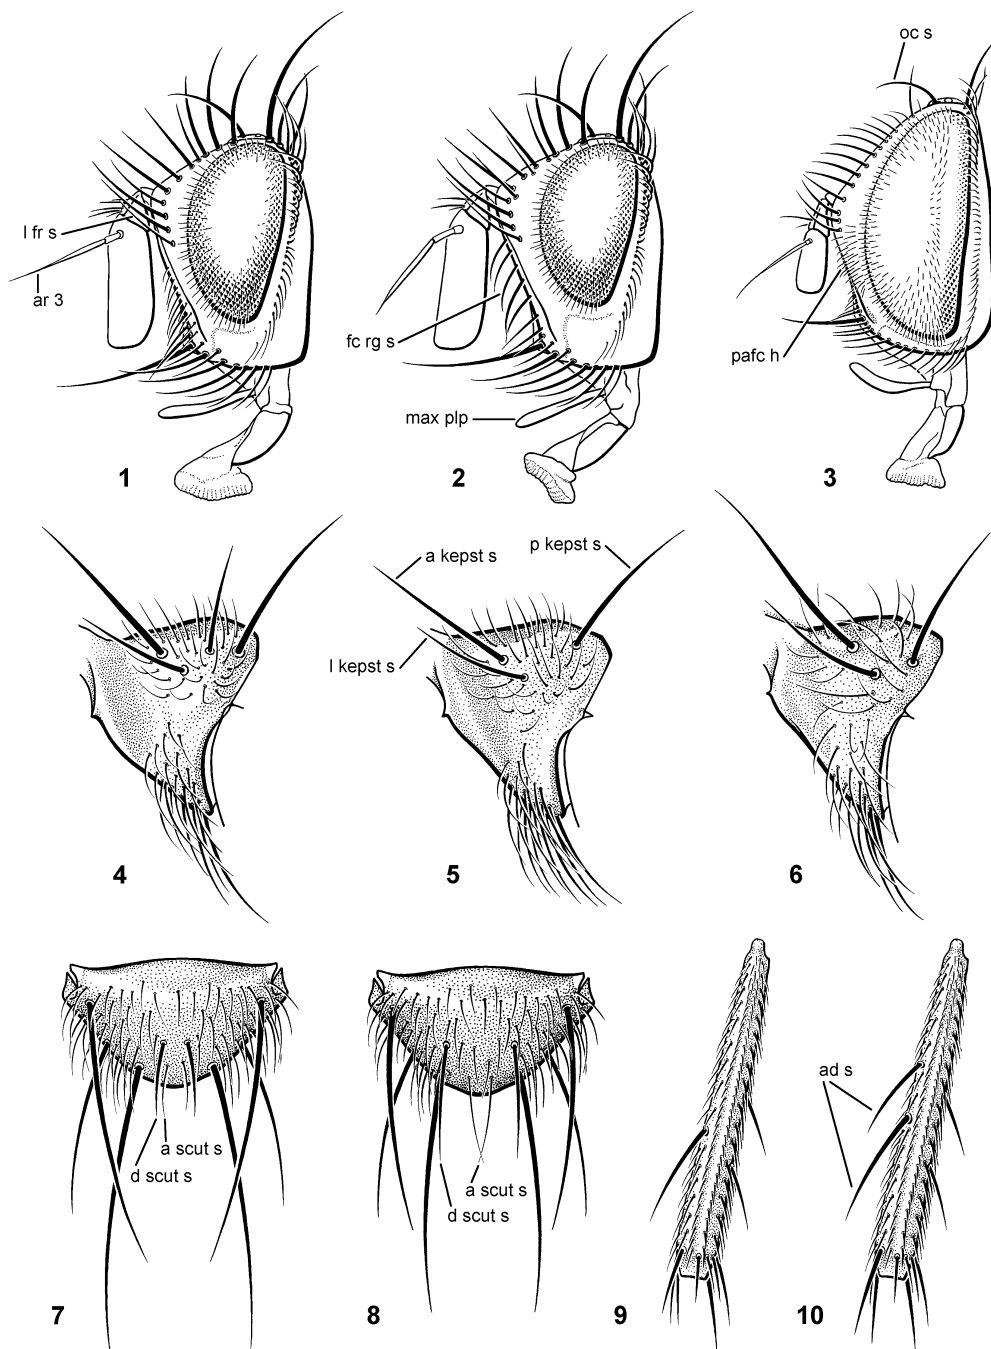 oc s
l fr s
ar 3
fc rg s
pafc h
max plp
1
2
3
a kepst s
p kepst s
l kepst s
4
5
6
ad s
a scut s
d scut s
a scut s
d scut s
7
8
9
10